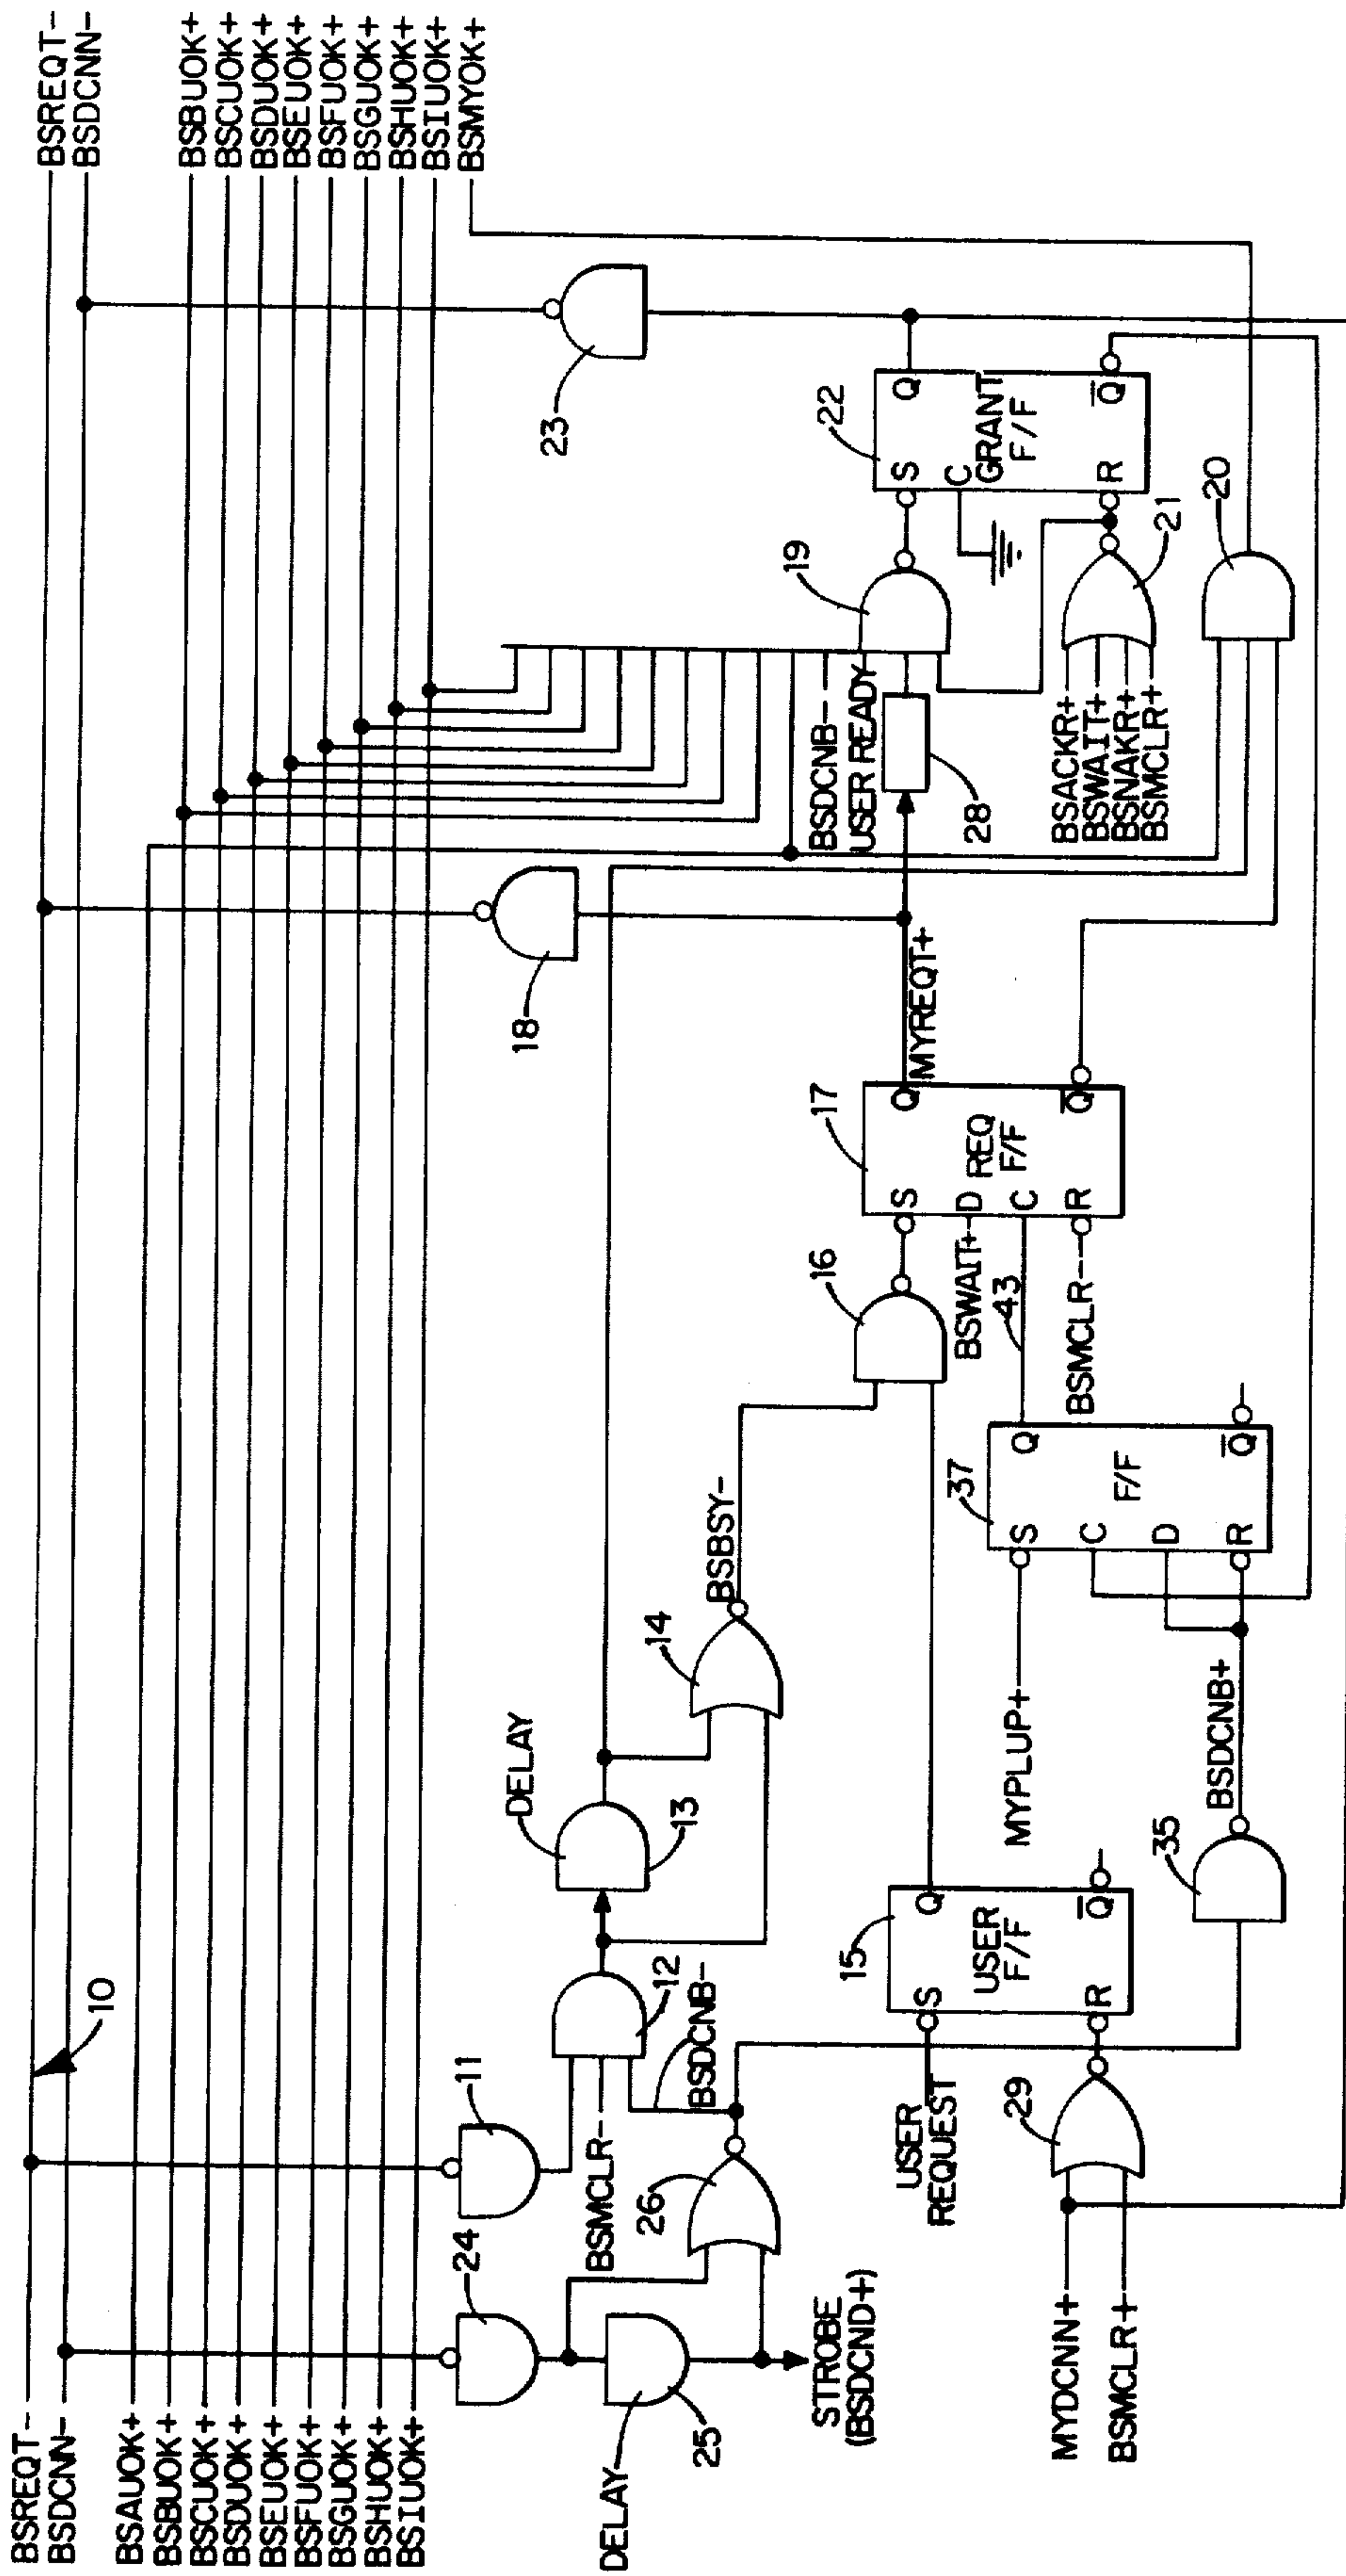 BSREQT-
BSDCNN-
BSAUOK+
BSBUOK+
BSCUOK+
BSDUOK+
BSEUOK+
BSFUOK+
BSGUOK+
BSHUOK+
BSIUOK+
BSREQT-
BSDCNN-
BSBUOK+
BSCUOK+
BSDUOK+
BSEUOK+
BSFUOK+
BSGUOK+
BSHUOK+
BSIUOK+
BSMYOK+
10
24
11
DELAY
25
26
BSMCLR-
12
BSDCNB-
STROBE
(BSDCND+)
DELAY
13
14
BSBSY-
18
23
USER
REQUEST
15
S
Q
USER
F/F
R
Q
29
MYDCNN+
BSMCLR+
35
BSDCNB+
MYPLUP+
37
S
Q
C
F/F
D
R
Q
16
43
17
S
Q
BSWAIT+
D
REQ
F/F
C
BSMCLR-
R
Q
MYREQT+
BSDCNB-
USER READY
28
19
22
S
Q
C
GRANT
F/F
R
Q
BSACKR+
BSWAIT+
BSNAKR+
BSMCLR+
21
20